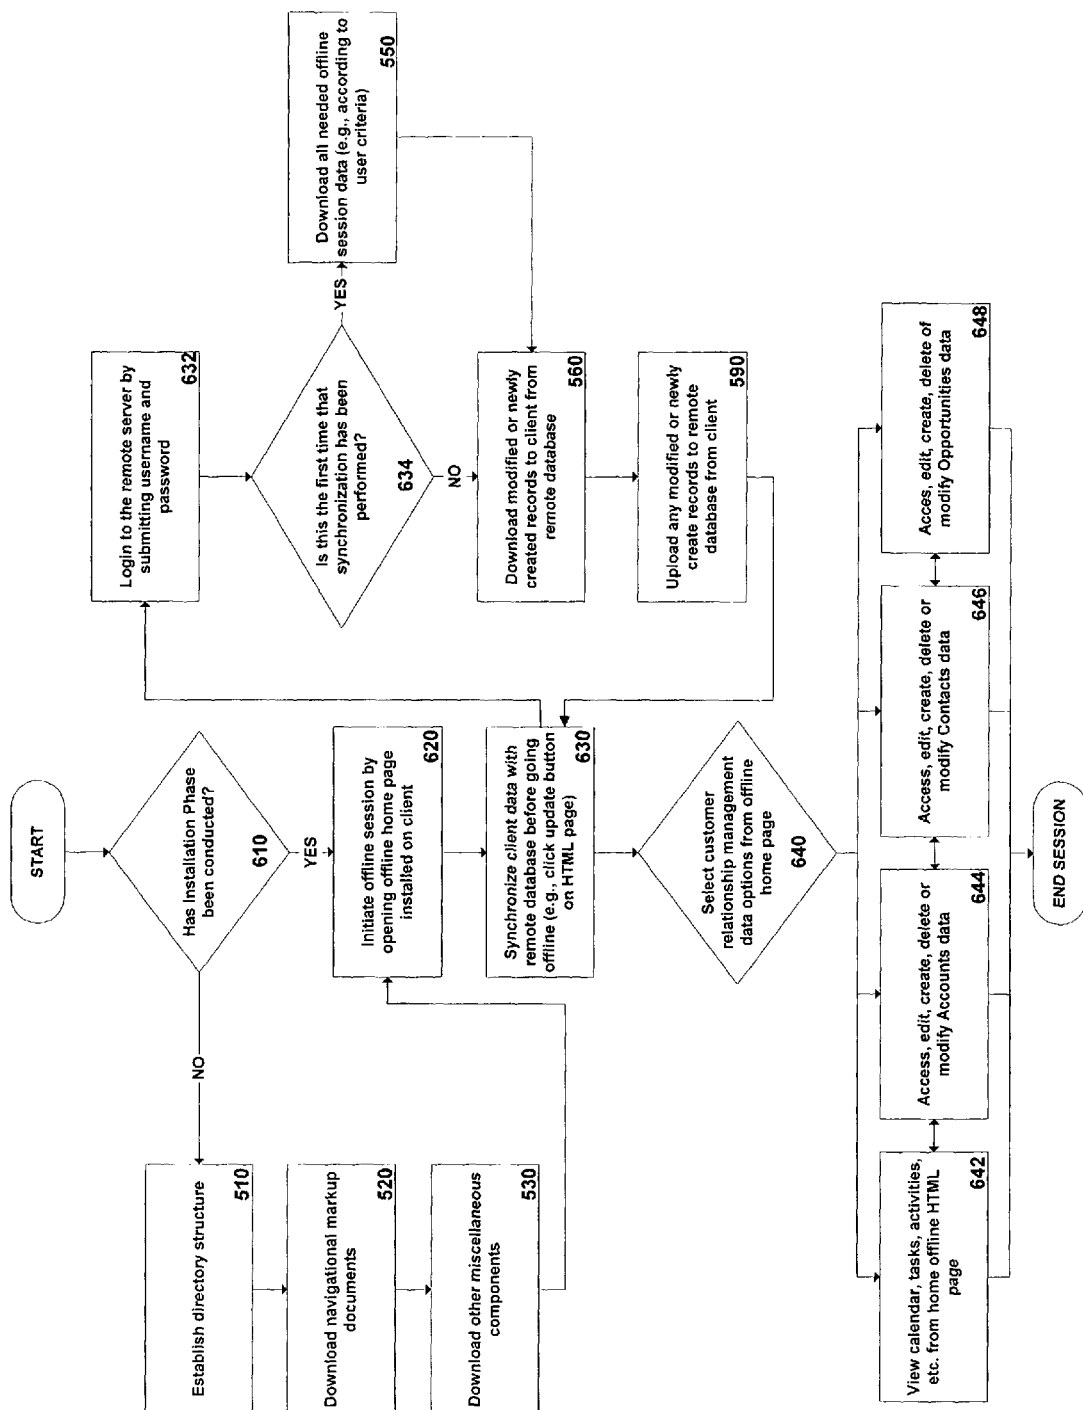 START
Has Installation Phase
been conducted?
610
NO
YES
Establish directory structure
510
Download navigational markup
documents
520
Download other miscellaneous
components
530
Initiate offline session by
opening offline home page
installed on client
620
Synchronize client data with
remote database before going
offline (e.g., click update button
on HTML page)
630
Login to the remote server by
submitting username and
password
632
Is this the first time that
synchronization has been
performed?
634
YES
NO
Download all needed offline
session data (e.g., according to
user criteria)
550
Download modified or newly
created records to client from
remote database
560
Upload any modified or newly
create records to remote
database from client
590
Select customer
relationship management
data options from offline
home page
640
View calendar, tasks, activities,
etc. from home offline HTML
page
642
Access, edit, create, delete or
modify Accounts data
644
Access, edit, create, delete or
modify Contacts data
646
Acces, edit, create, delete of
modify Opportunities data
648
END SESSION